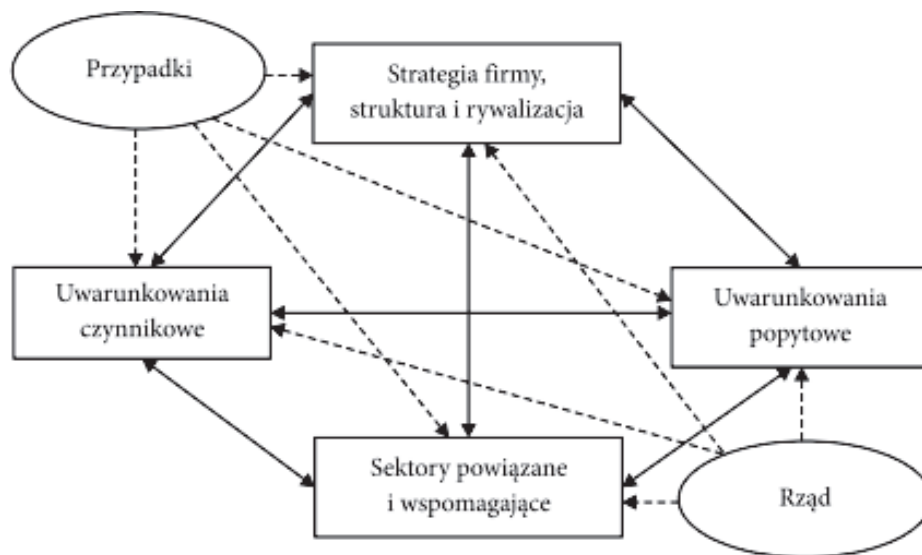 Przypadki
Strategia firmy,
struktura i rywalizacja
Uwarunkowania
czynnikowe
Uwarunkowania
popytowe
Sektory powiązane
i wspomagające
Rząd